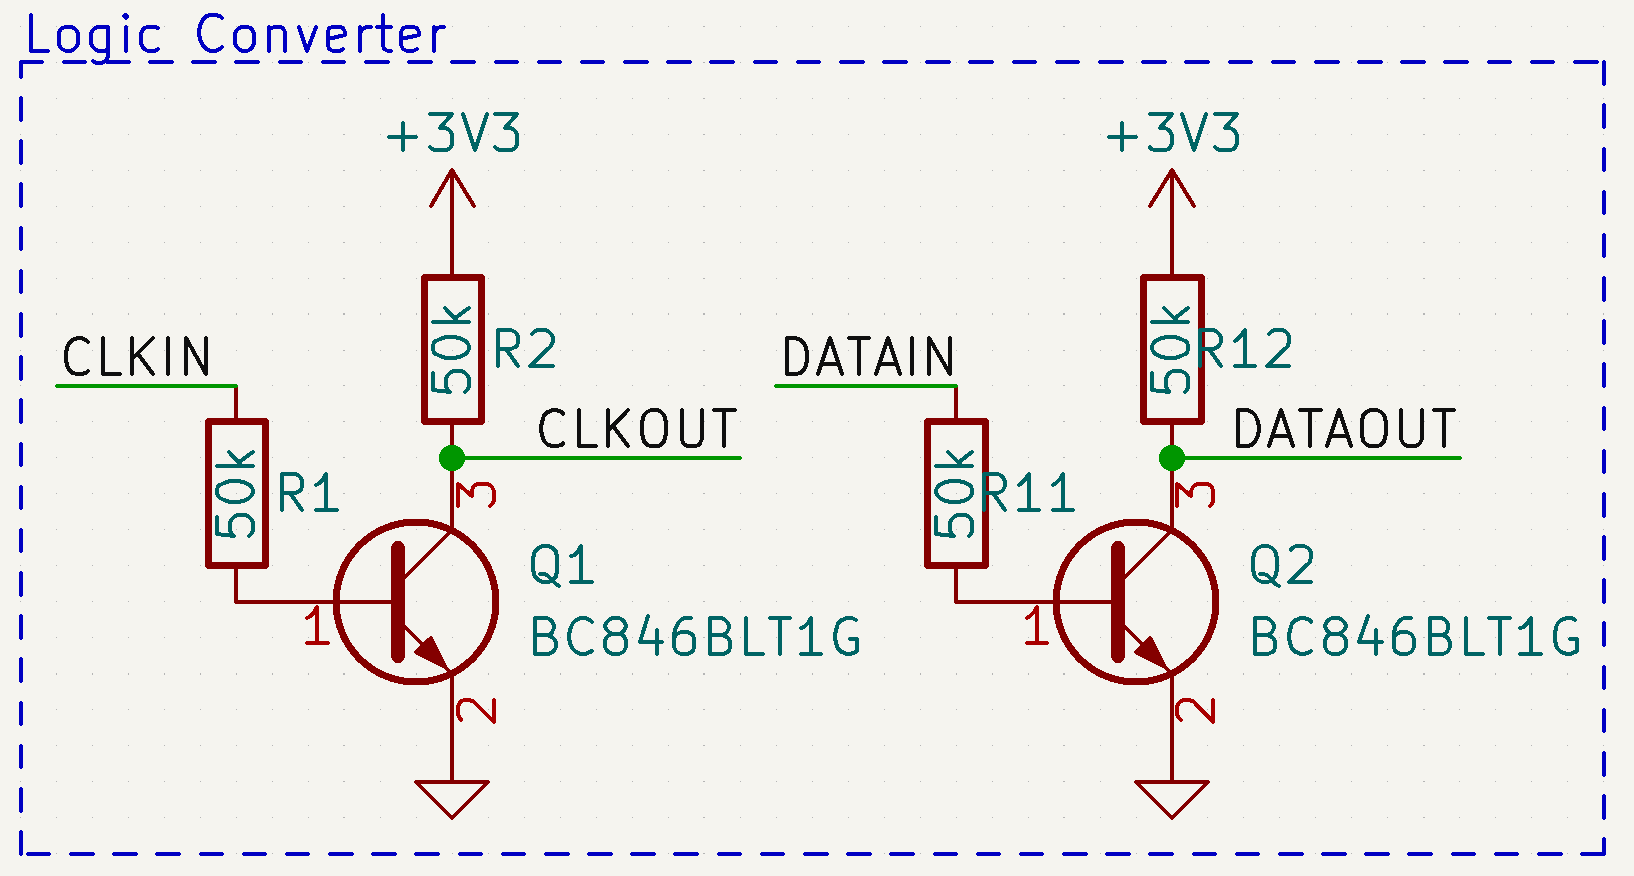 Logic Converter
+3V3
+3V3
50k
R2
50k
R12
CLKIN
DATAIN
CLKOUT
DATAOUT
50k
R1
3
50k
R11
3
Q1
Q2
1
BC846BLT1G
1
BC846BLT1G
2
2